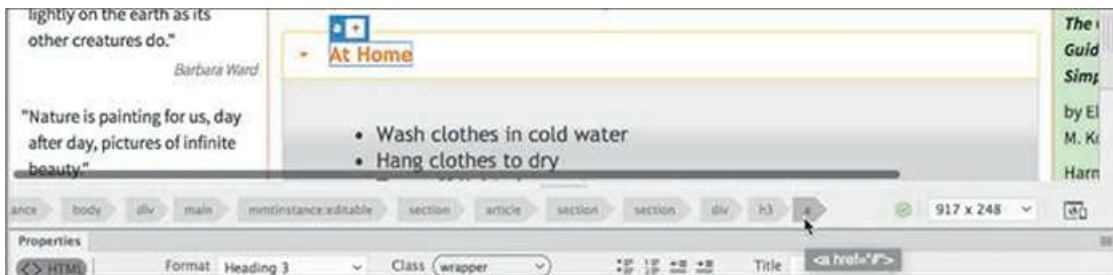 lightly on the earth as its
other creatures do."
Barbara Ward
"Nature is painting for us, day
after day, pictures of infinite
beauty."
a +
At Home
• Wash clothes in cold water
• Hang clothes to dry
The
Guid
Simp
by El
M. K
Harn
ance body div main mmtinstance:editable section article section section div h3 a
917 x 248
Properties
<> HTML Format Heading 3 Class wrapper Title
<a href="#">